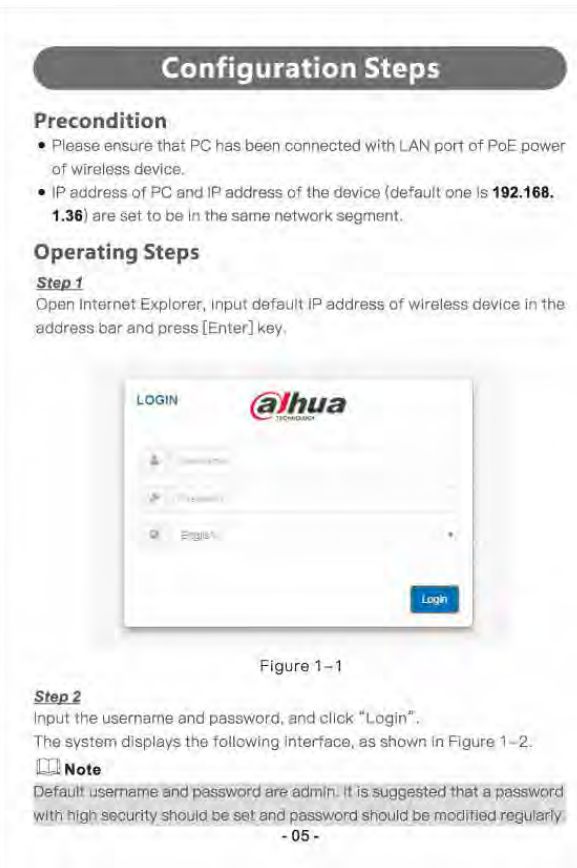 Configuration Steps
Precondition
● Please ensure that PC has been connected with LAN port of PoE power
of wireless device.
● IP address of PC and IP address of the device (default one is 192.168.
1.36) are set to be in the same network segment.
Operating Steps
Step 1
Open Internet Explorer, input default IP address of wireless device in the
address bar and press [Enter] key.
LOGIN
alhua
TECHNOLOGY
Username
Password
English
Login
Figure 1-1
Step 2
Input the username and password, and click "Login".
The system displays the following interface, as shown in Figure 1-2.
Note
Default username and password are admin. It is suggested that a password
with high security should be set and password should be modified regularly.
- 05 -